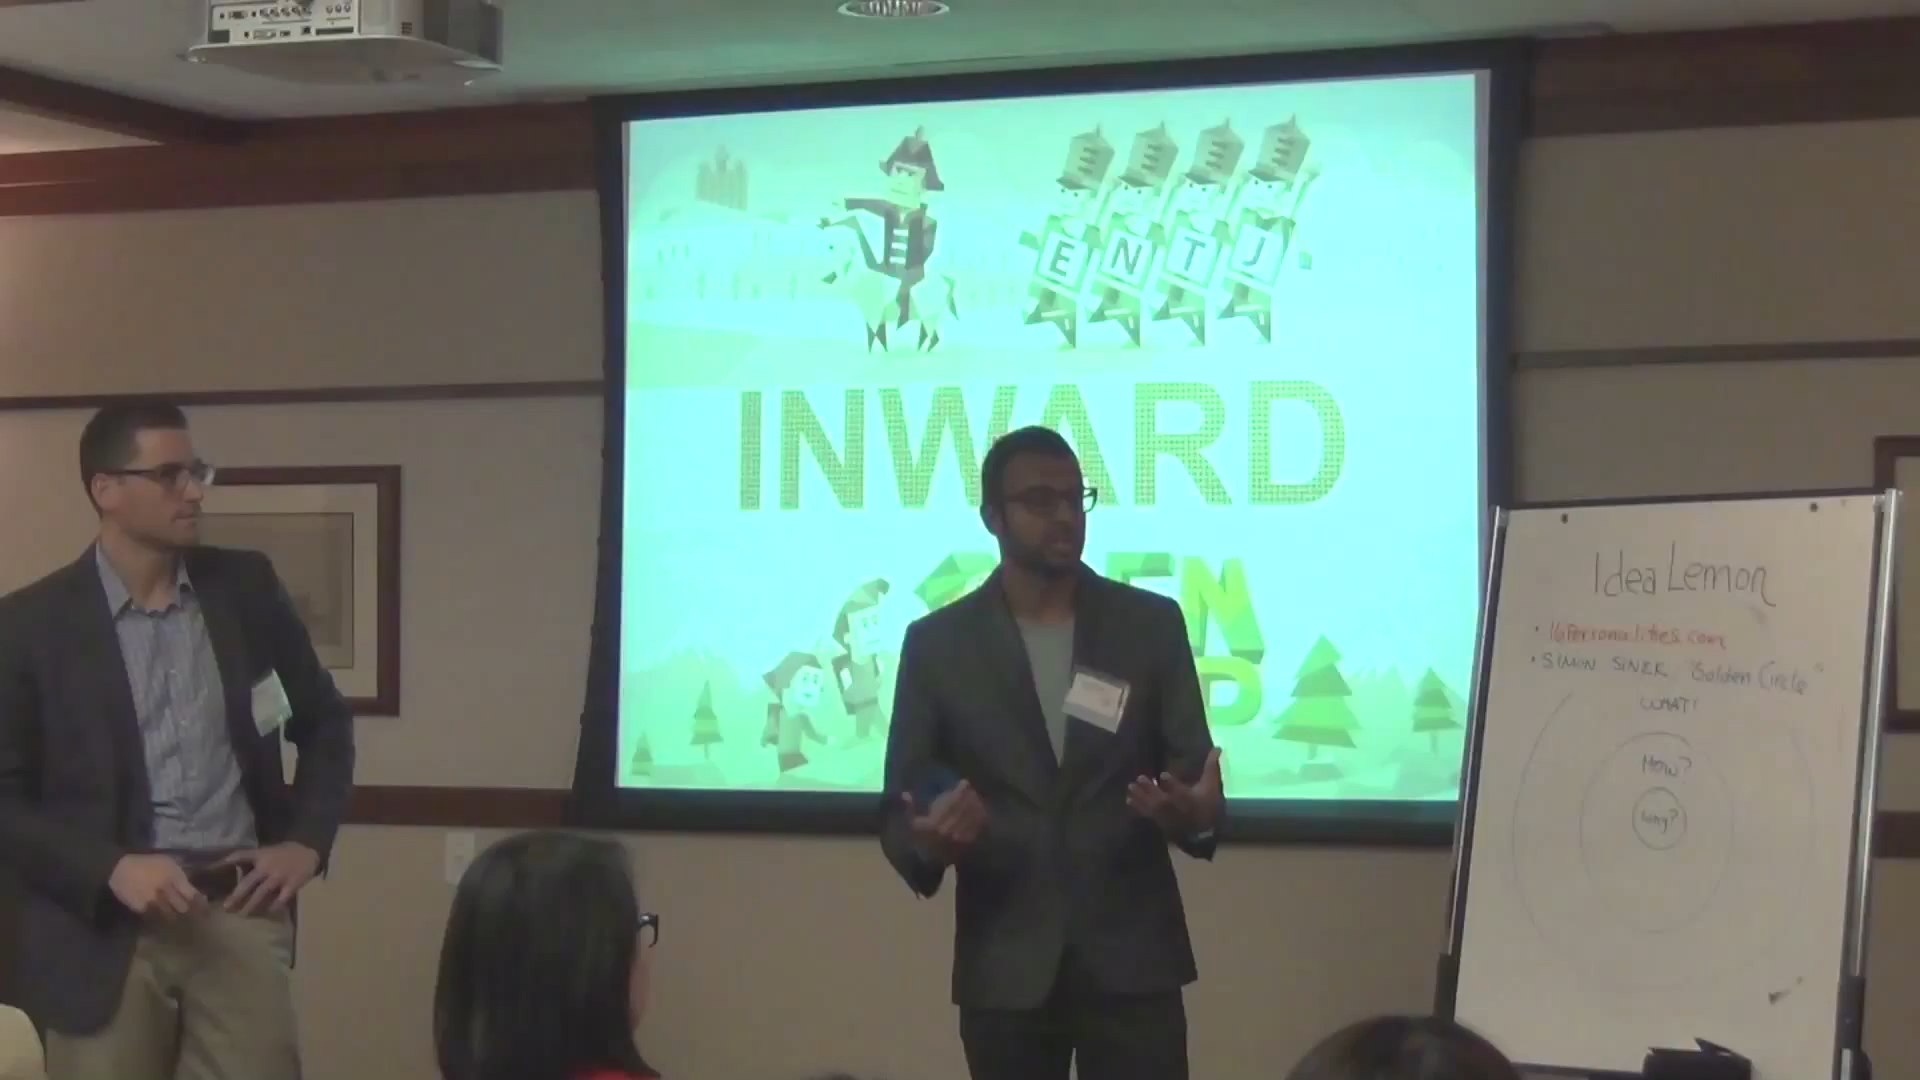 E N T J
INWARD
Idea Lemon
• 16Personalities.com
• SIMON SINEK "Golden Circle"
WHAT?
How?
Why?